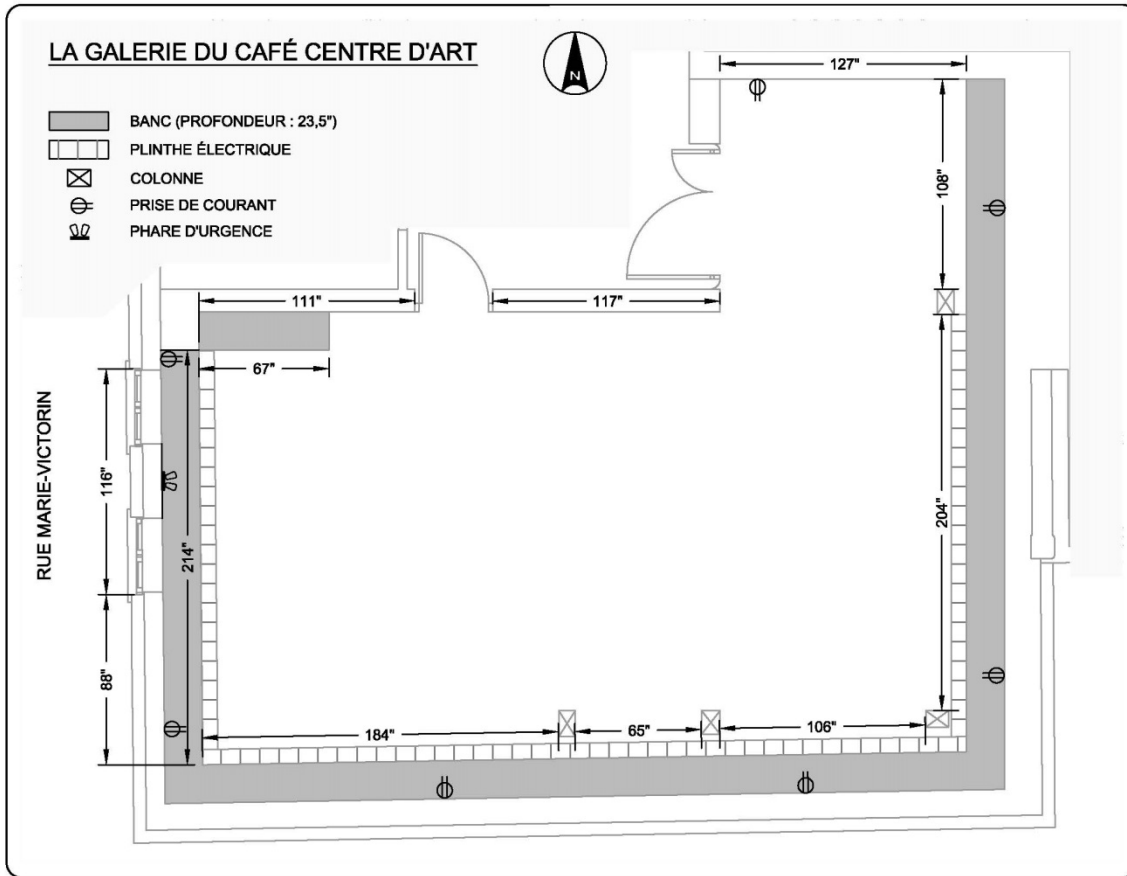 LA GALERIE DU CAFÉ CENTRE D'ART
N
BANC (PROFONDEUR : 23,5")
PLINTHE ÉLECTRIQUE
COLONNE
PRISE DE COURANT
PHARE D'URGENCE
127"
108"
111"
117"
67"
RUE MARIE-VICTORIN
116"
214"
204"
88"
184"
65"
106"